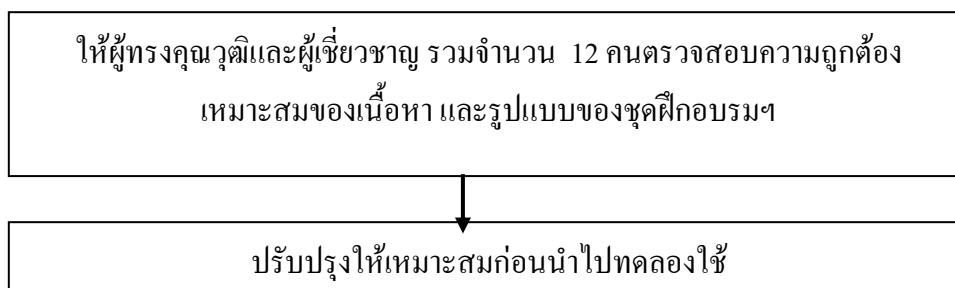 ให้ผู้ทรงคุณวุฒิและผู้เชี่ยวชาญ รวมจำนวน 12 คนตรวจสอบความถูกต้อง
เหมาะสมของเนื้อหา และรูปแบบของชุดฝึกอบรมฯ
ปรับปรุงให้เหมาะสมก่อนนำไปทดลองใช้